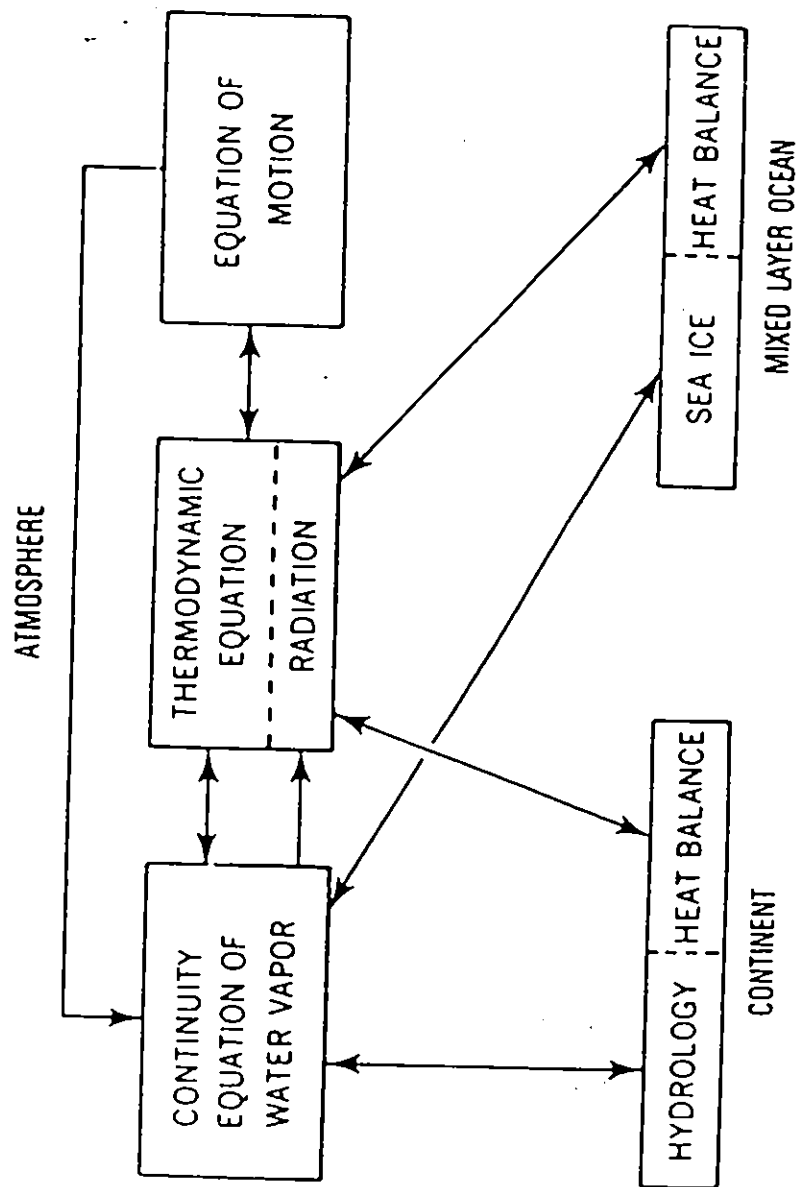 ATMOSPHERE
CONTINUITY
EQUATION OF
WATER VAPOR
THERMODYNAMIC
EQUATION
RADIATION
EQUATION OF
MOTION
HYDROLOGY
HEAT BALANCE
CONTINENT
SEA ICE
HEAT BALANCE
MIXED LAYER OCEAN